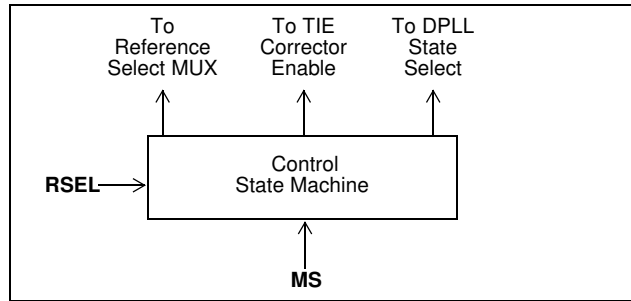 To
Reference
Select MUX
To TIE
Corrector
Enable
To DPLL
State
Select
Control
State Machine
RSEL
MS